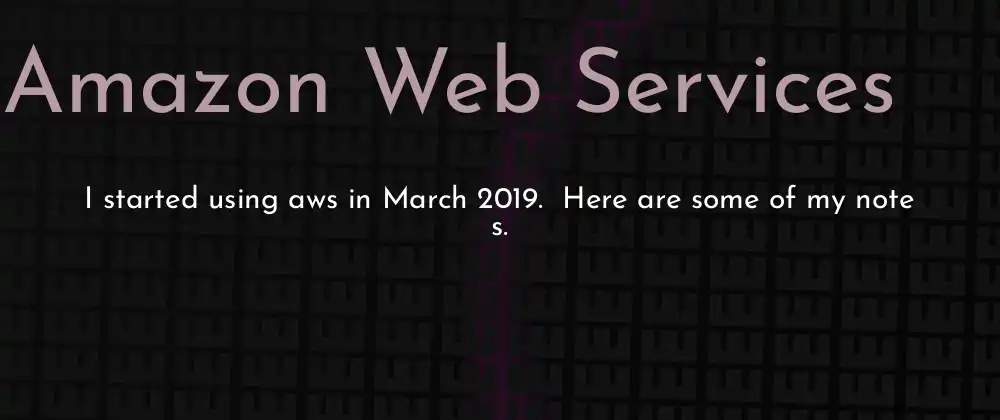 Amazon Web Services
I started using aws in March 2019.  Here are some of my note
s.